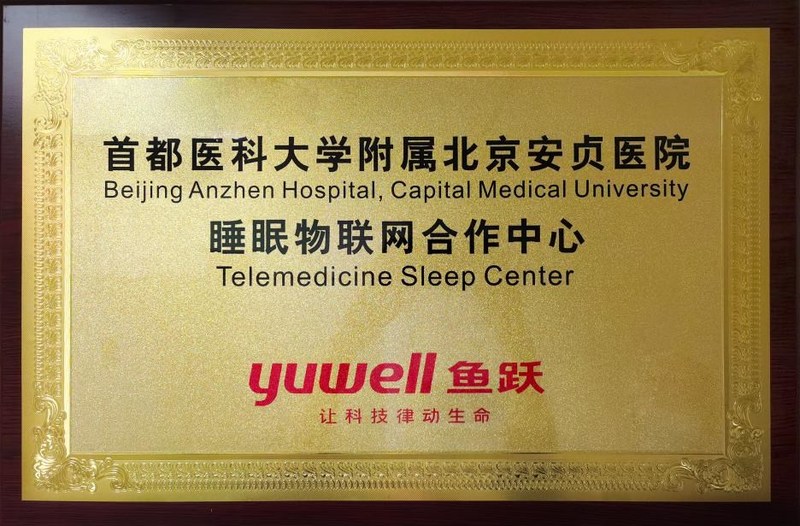 首都医科大学附属北京安贞医院
Beijing Anzhen Hospital, Capital Medical University
睡眠物联网合作中心
Telemedicine Sleep Center
yuwell 鱼跃
让科技律动生命